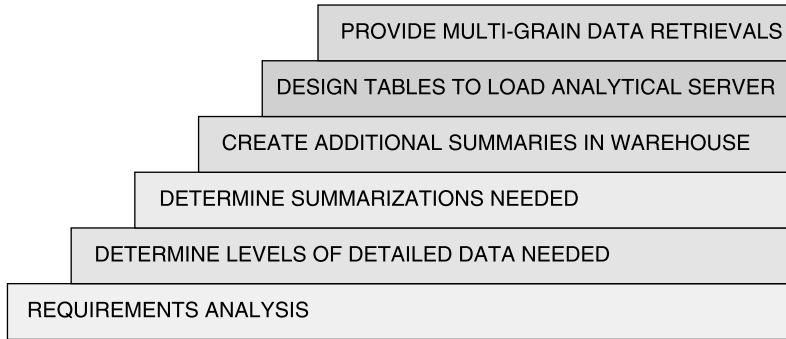 PROVIDE MULTI-GRAIN DATA RETRIEVALS
DESIGN TABLES TO LOAD ANALYTICAL SERVER
CREATE ADDITIONAL SUMMARIES IN WAREHOUSE
DETERMINE SUMMARIZATIONS NEEDED
DETERMINE LEVELS OF DETAILED DATA NEEDED
REQUIREMENTS ANALYSIS